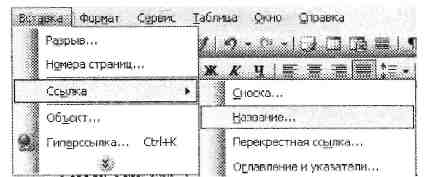 Вставка Формат Сервис Таблица Окно Справка
Разрыв...
Номера страниц...
Ж К Ч
Ссылка
Сноска...
Название...
Объект...
Гиперссылка... Ctrl+K
Перекрестная ссылка...
Оглавление и указатели...